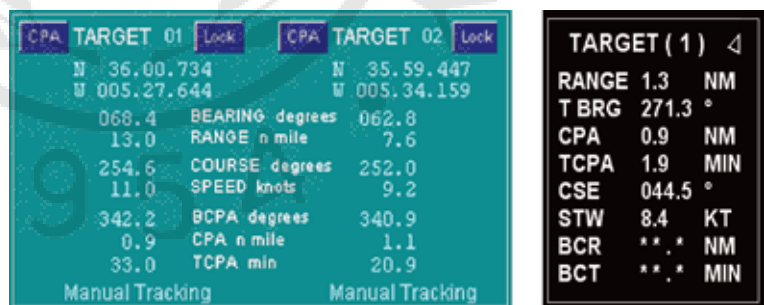 CPA TARGET 01 Lock CPA TARGET 02 Lock
N 36.00.734 N 35.59.447
W 005.27.644 W 005.34.159
068.4 BEARING degrees 062.8
13.0 RANGE n mile 7.6
254.6 COURSE degrees 252.0
11.0 SPEED knots 9.2
342.2 BCPA degrees 340.9
0.9 CPA n mile 1.1
33.0 TCPA min 20.9
Manual Tracking Manual Tracking
TARGET ( 1 )
RANGE 1.3 NM
T BRG 271.3 °
CPA 0.9 NM
TCPA 1.9 MIN
CSE 044.5 °
STW 8.4 KT
BCR **.* NM
BCT **.* MIN